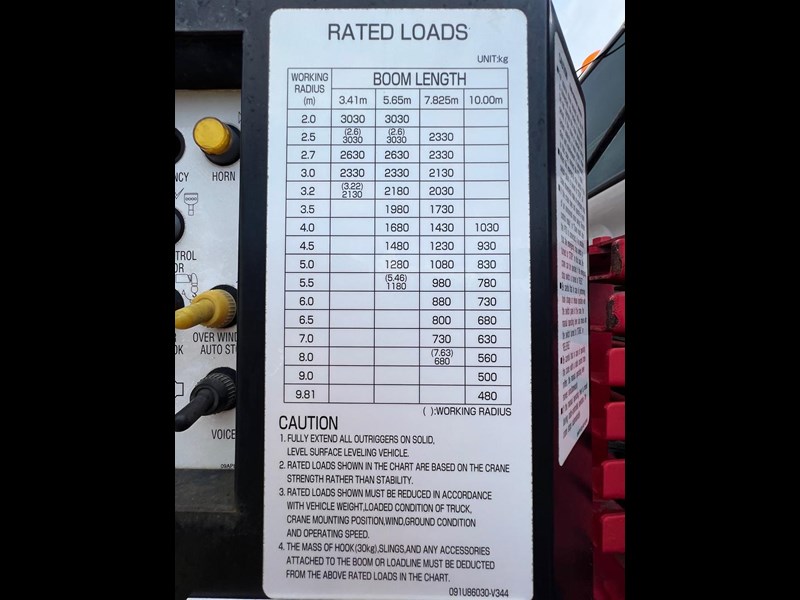 RATED LOADS
UNIT:kg
WORKING RADIUS (m) BOOM LENGTH
3.41m 5.65m 7.825m 10.00m
2.0 3030 3030
2.5 (2.6) 3030 (2.6) 3030 2330
2.7 2630 2630 2330
3.0 2330 2330 2130
3.2 (3.22) 2130 2180 2030
3.5 1980 1730
4.0 1680 1430 1030
4.5 1480 1230 930
5.0 1280 1080 830
5.5 (5.46) 1180 980 780
6.0 880 730
6.5 800 680
7.0 730 630
8.0 (7.63) 680 560
9.0 500
9.81 480
( ):WORKING RADIUS
CAUTION
1. FULLY EXTEND ALL OUTRIGGERS ON SOLID,
LEVEL SURFACE LEVELING VEHICLE.
2. RATED LOADS SHOWN IN THE CHART ARE BASED ON THE CRANE
STRENGTH RATHER THAN STABILITY.
3. RATED LOADS SHOWN MUST BE REDUCED IN ACCORDANCE
WITH VEHICLE WEIGHT,LOADED CONDITION OF TRUCK,
CRANE MOUNTING POSITION,WIND,GROUND CONDITION
AND OPERATING SPEED.
4. THE MASS OF HOOK(30kg),SLINGS,AND ANY ACCESSORIES
ATTACHED TO THE BOOM OR LOADLINE MUST BE DEDUCTED
FROM THE ABOVE RATED LOADS IN THE CHART.
091U86030-V344
HORN
OVER WIND
AUTO STO
VOICE